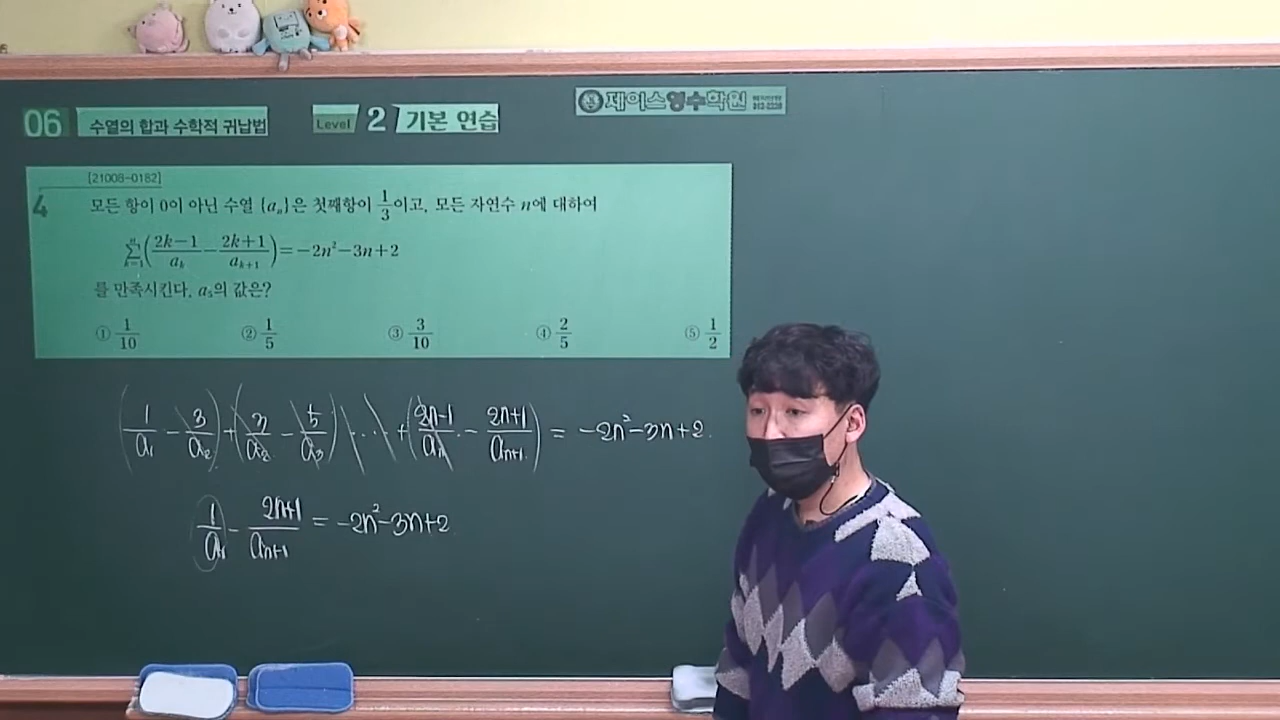 제이스영수학원
06 수열의 합과 수학적 귀납법 Level 2 기본 연습
[21008-0182]
4 모든 항이 0이 아닌 수열 {aₙ}은 첫째항이 1/3이고, 모든 자연수 n에 대하여
∑_{k=1}^{n}((2k-1)/a_k - (2k+1)/a_{k+1}) = -2n²-3n+2
를 만족시킨다. a₅의 값은?
① 1/10 ② 1/5 ③ 3/10 ④ 2/5 ⑤ 1/2
(1/a₁ - 3/a₂) + (3/a₂ - 5/a₃) ⋯ + ((2n-1)/aₙ - (2n+1)/a_{n+1}) = -2n²-3n+2.
1/a₁ - (2n+1)/a_{n+1} = -2n²-3n+2